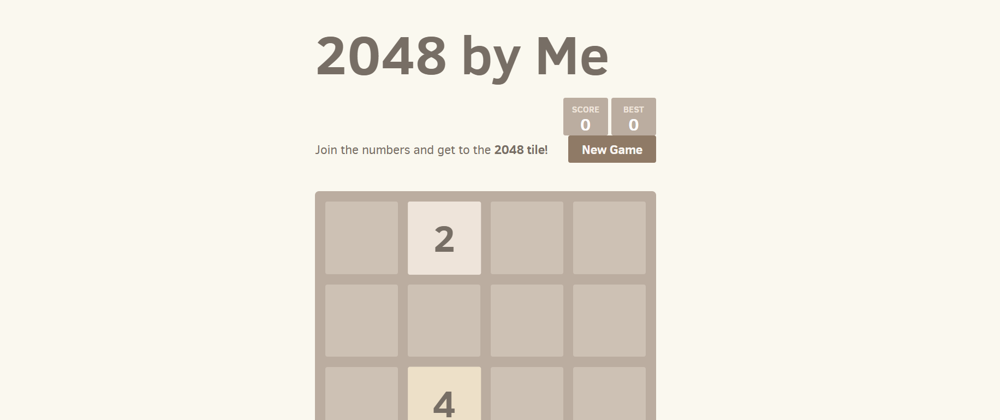 2048 by Me
SCORE BEST
0 0
Join the numbers and get to the 2048 tile! New Game
2
4